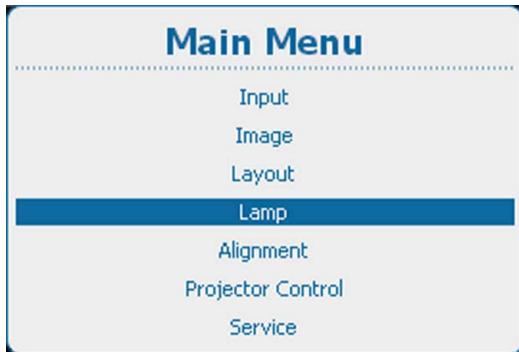 Main Menu
Input
Image
Layout
Lamp
Alignment
Projector Control
Service